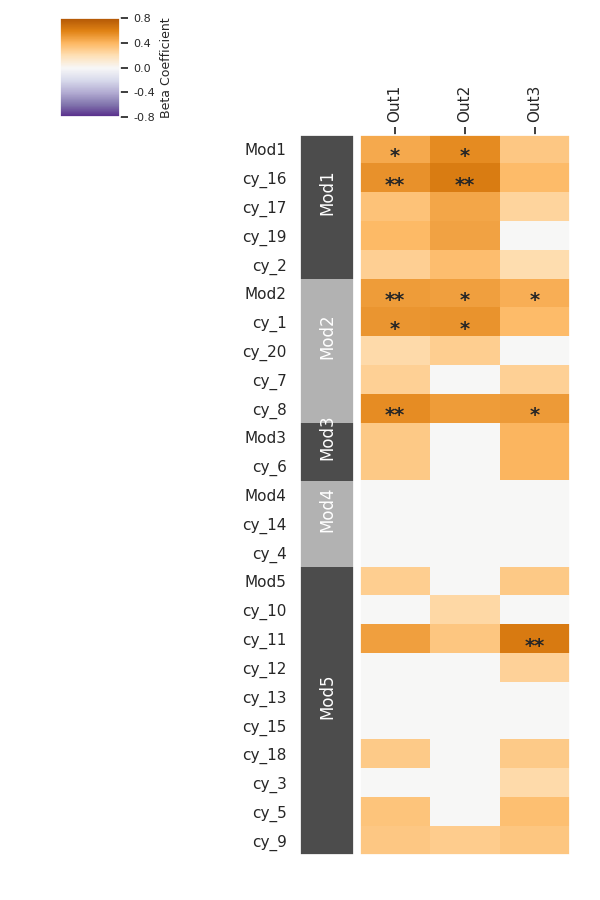 0.8
0.4
0.0
-0.4
-0.8
Beta Coefficient
Out1
Out2
Out3
Mod1 * *
cy_16 ** **
cy_17
cy_19
cy_2
Mod1
Mod2 ** * *
cy_1 * *
cy_20
cy_7
cy_8 ** *
Mod2
Mod3
cy_6
Mod3
Mod4
cy_14
cy_4
Mod4
Mod5
cy_10
cy_11 **
cy_12
cy_13
cy_15
cy_18
cy_3
cy_5
cy_9
Mod5